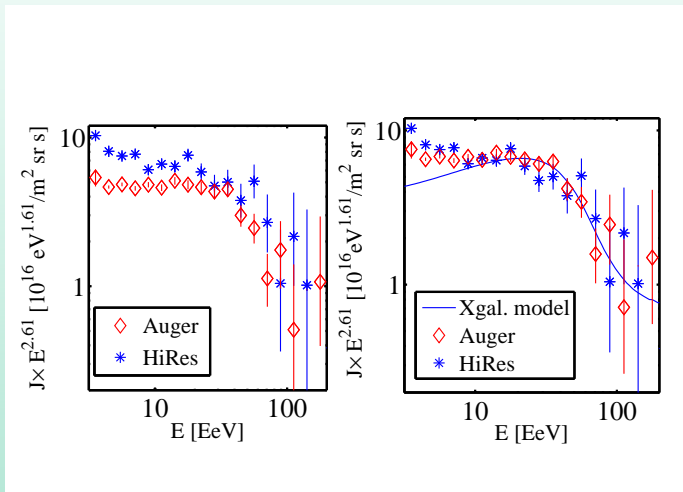 J× E^2.61 [10^16 eV^1.61/m^2 sr s]
10
1
Auger
HiRes
10
100
E [EeV]
J× E^2.61 [10^16 eV^1.61/m^2 sr s]
10
1
Xgal. model
Auger
HiRes
10
100
E [EeV]